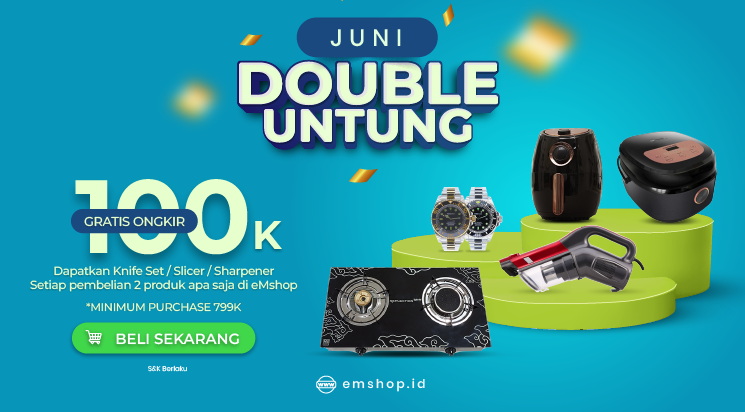 JUNI
DOUBLE
UNTUNG
100K
GRATIS ONGKIR
Dapatkan Knife Set / Slicer / Sharpener
Setiap pembelian 2 produk apa saja di eMshop
*MINIMUM PURCHASE 799K
BELI SEKARANG
S&K Berlaku
www emshop.id